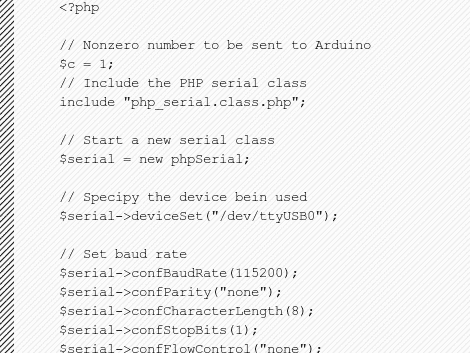 <?php
// Nonzero number to be sent to Arduino
$c = 1;
// Include the PHP serial class
include "php_serial.class.php";
// Start a new serial class
$serial = new phpSerial;
// Specipy the device bein used
$serial->deviceSet("/dev/ttyUSB0");
// Set baud rate
$serial->confBaudRate(115200);
$serial->confParity("none");
$serial->confCharacterLength(8);
$serial->confStopBits(1);
$serial->confFlowControl("none");